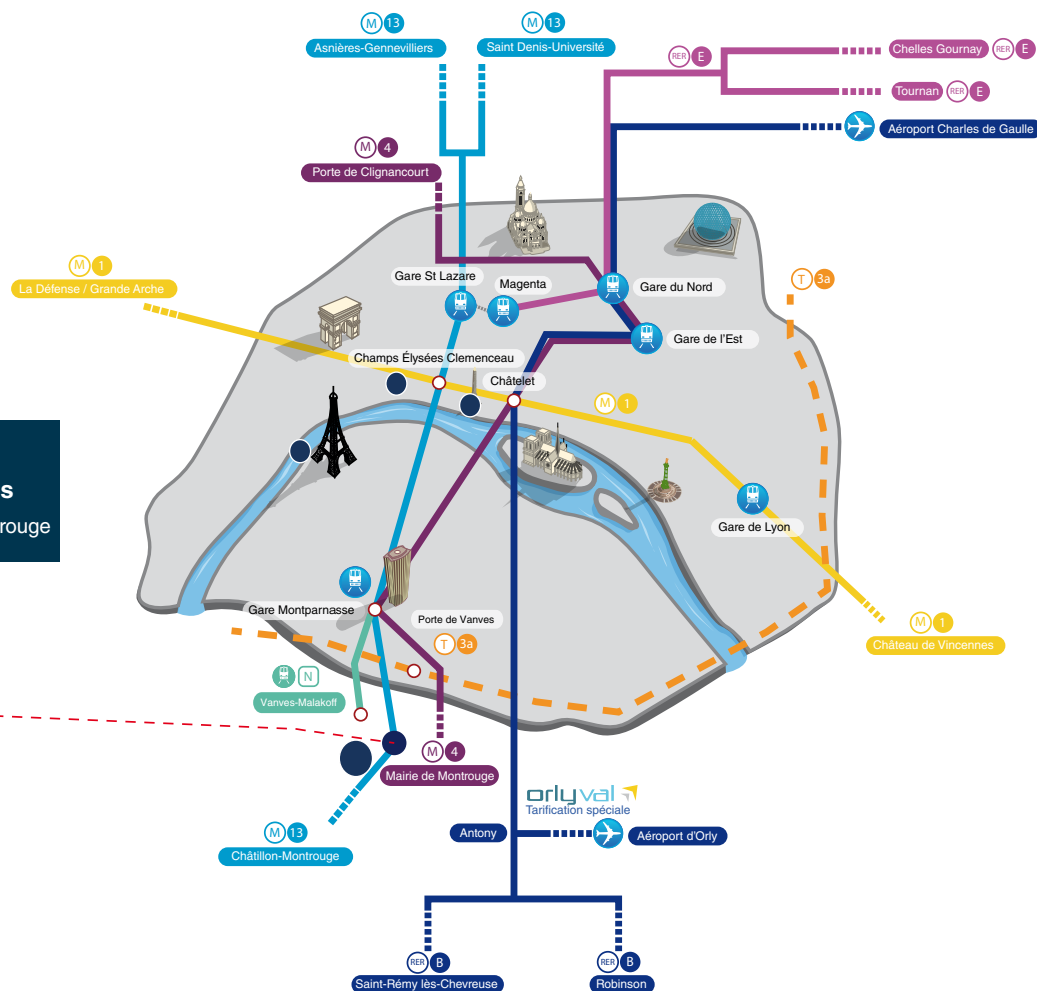 M 13
M 13
Asnières-Gennevilliers
Saint Denis-Université
RER E
Chelles Gournay RER E
Tournan RER E
Aéroport Charles de Gaulle
M 4
Porte de Clignancourt
M 1
La Défense / Grande Arche
Gare St Lazare
Magenta
Gare du Nord
T 3a
Gare de l'Est
Champs Élysées Clemenceau
Châtelet
M 1
s
rouge
Gare de Lyon
Gare Montparnasse
Porte de Vanves
T 3a
M 1
Château de Vincennes
N
Vanves-Malakoff
M 4
Mairie de Montrouge
orlyval
Tarification spéciale
M 13
Châtillon-Montrouge
Antony
Aéroport d'Orly
RER B
RER B
Saint-Rémy lès-Chevreuse
Robinson